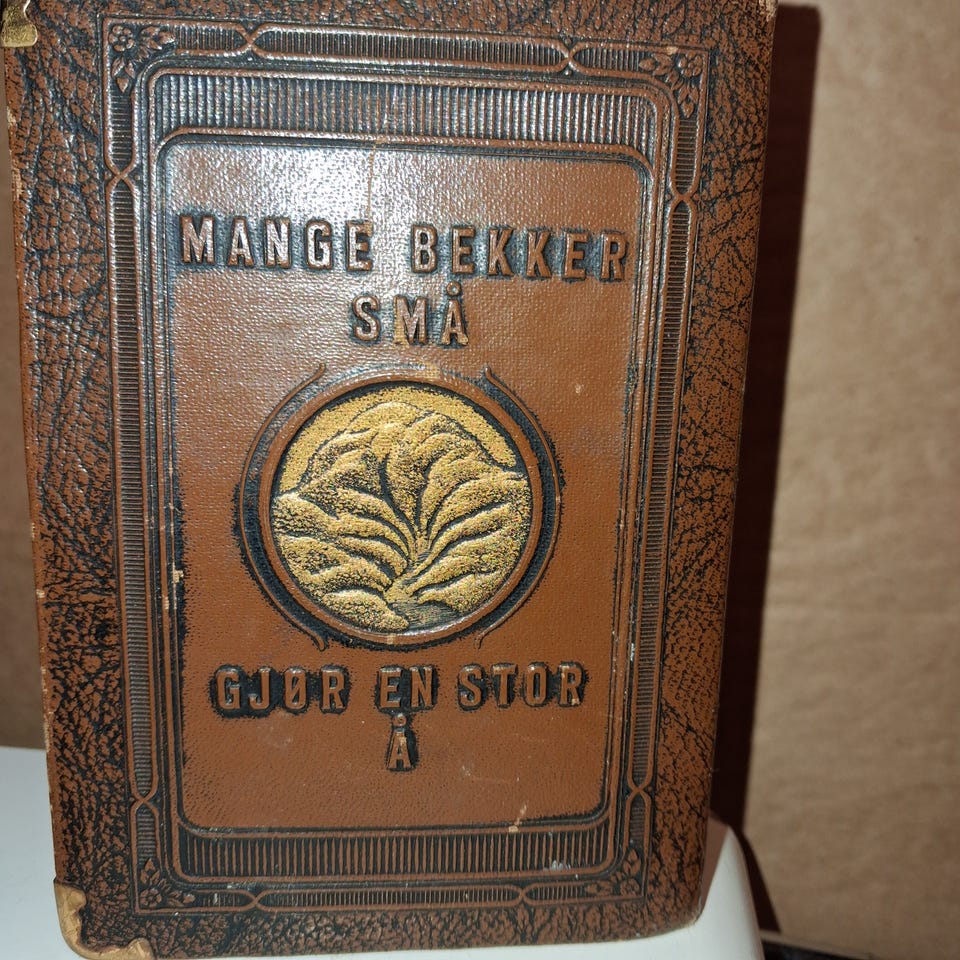 MANGE BEKKER
SMÅ
GJØR EN STOR
Å